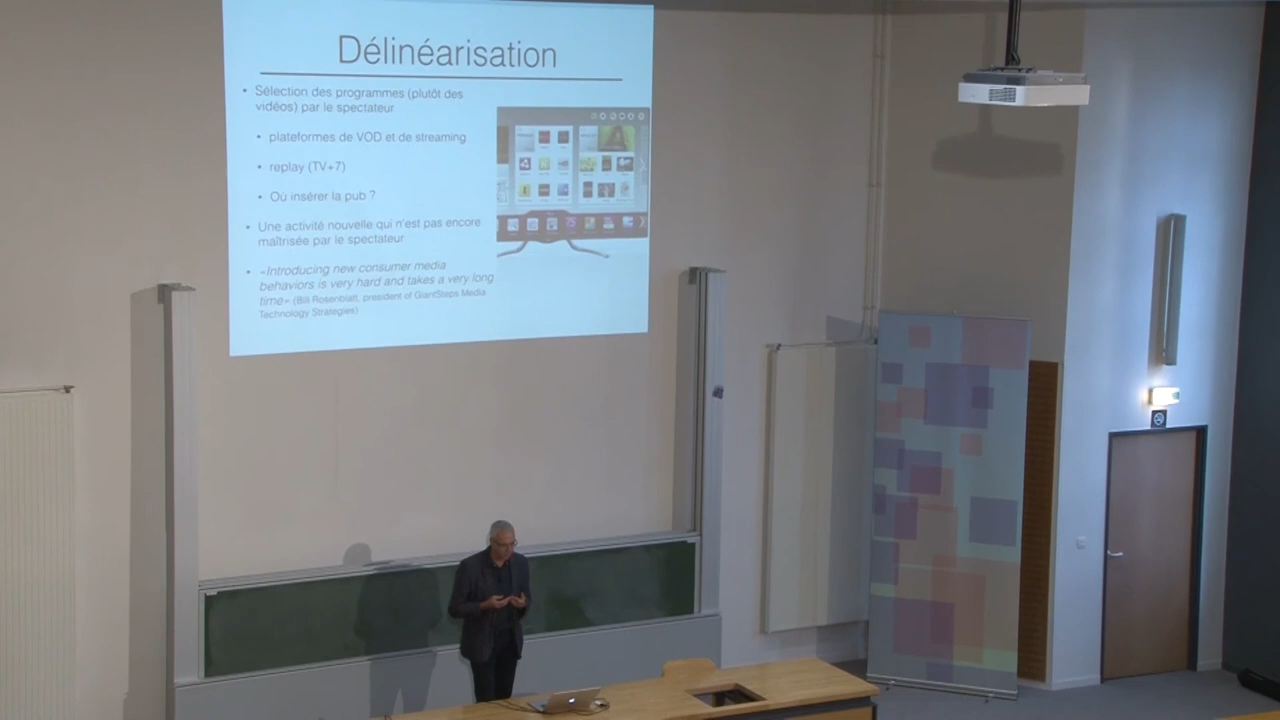 Délinéarisation
• Sélection des programmes (plutôt des
vidéos) par le spectateur
• plateformes de VOD et de streaming
• replay (TV+7)
• Où insérer la pub ?
• Une activité nouvelle qui n'est pas encore
maîtrisée par le spectateur
• «Introducing new consumer media
behaviors is very hard and takes a very long
time» (Bill Rosenblatt, president of GiantSteps Media
Technology Strategies)